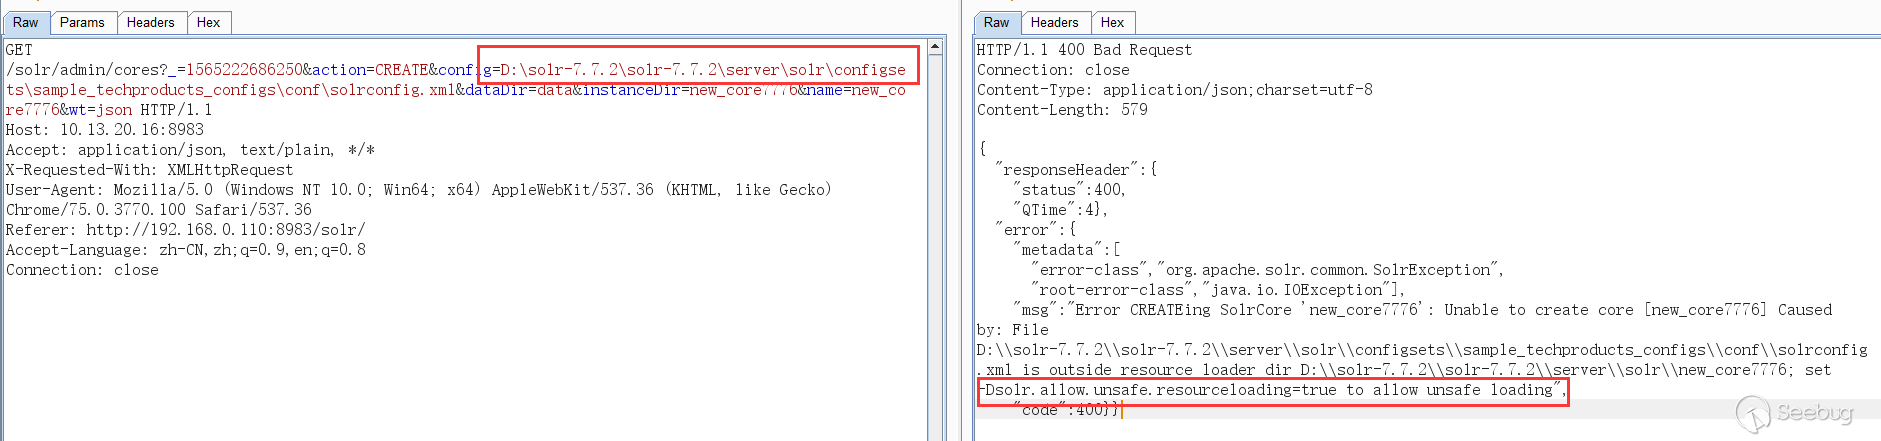 Raw Params Headers Hex
GET
/solr/admin/cores?_=1565222686250&action=CREATE&config=D:\solr-7.7.2\solr-7.7.2\server\solr\configse
ts\sample_techproducts_configs\conf\solrconfig.xml&dataDir=data&instanceDir=new_core7776&name=new_co
re7776&wt=json HTTP/1.1
Host: 10.13.20.16:8983
Accept: application/json, text/plain, */*
X-Requested-With: XMLHttpRequest
User-Agent: Mozilla/5.0 (Windows NT 10.0; Win64; x64) AppleWebKit/537.36 (KHTML, like Gecko)
Chrome/75.0.3770.100 Safari/537.36
Referer: http://192.168.0.110:8983/solr/
Accept-Language: zh-CN,zh;q=0.9,en;q=0.8
Connection: close
Raw Headers Hex
HTTP/1.1 400 Bad Request
Connection: close
Content-Type: application/json;charset=utf-8
Content-Length: 579
{
"responseHeader":{
"status":400,
"QTime":4},
"error":{
"metadata":[
"error-class","org.apache.solr.common.SolrException",
"root-error-class","java.io.IOException"],
"msg":"Error CREATEing SolrCore 'new_core7776': Unable to create core [new_core7776] Caused
by: File
D:\\solr-7.7.2\\solr-7.7.2\\server\\solr\\configsets\\sample_techproducts_configs\\conf\\solrconfig
.xml is outside resource loader dir D:\\solr-7.7.2\\solr-7.7.2\\server\\solr\\new_core7776; set
-Dsolr.allow.unsafe.resourceloading=true to allow unsafe loading",
"code":400}}
Seebug